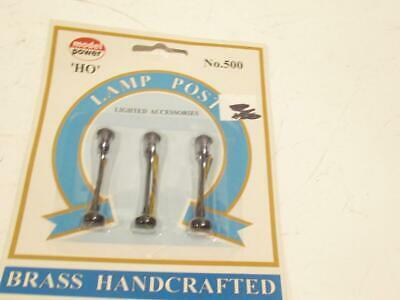 model
power
'HO'
No.500
LAMP POST
LIGHTED ACCESSORIES
BRASS HANDCRAFTED